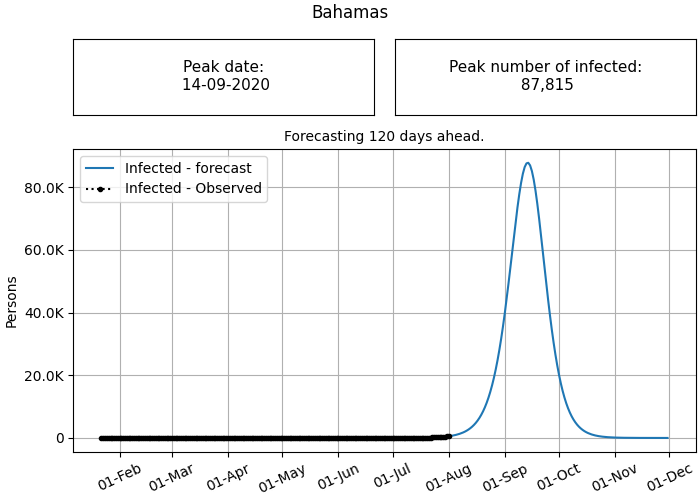 Bahamas
Peak date:
14-09-2020
Peak number of infected:
87,815
Forecasting 120 days ahead.
Infected - forecast
Infected - Observed
80.0K
60.0K
40.0K
20.0K
0
Persons
01-Feb
01-Mar
01-Apr
01-May
01-Jun
01-Jul
01-Aug
01-Sep
01-Oct
01-Nov
01-Dec